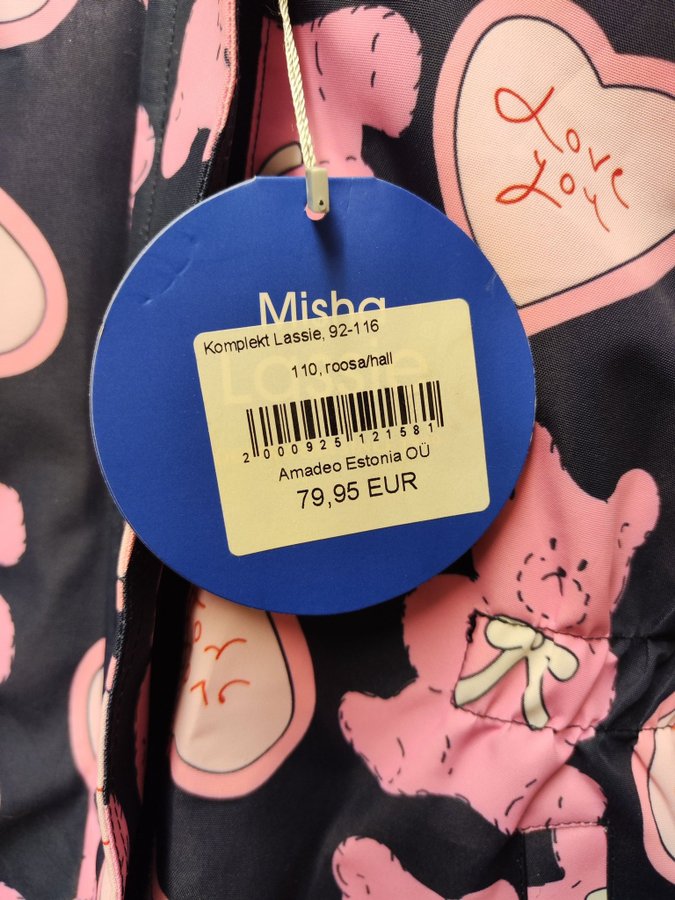 Love
You
Misha
Komplekt Lassie, 92-116
110, roosa/hall
2000925121581
Amadeo Estonia OÜ
79,95 EUR